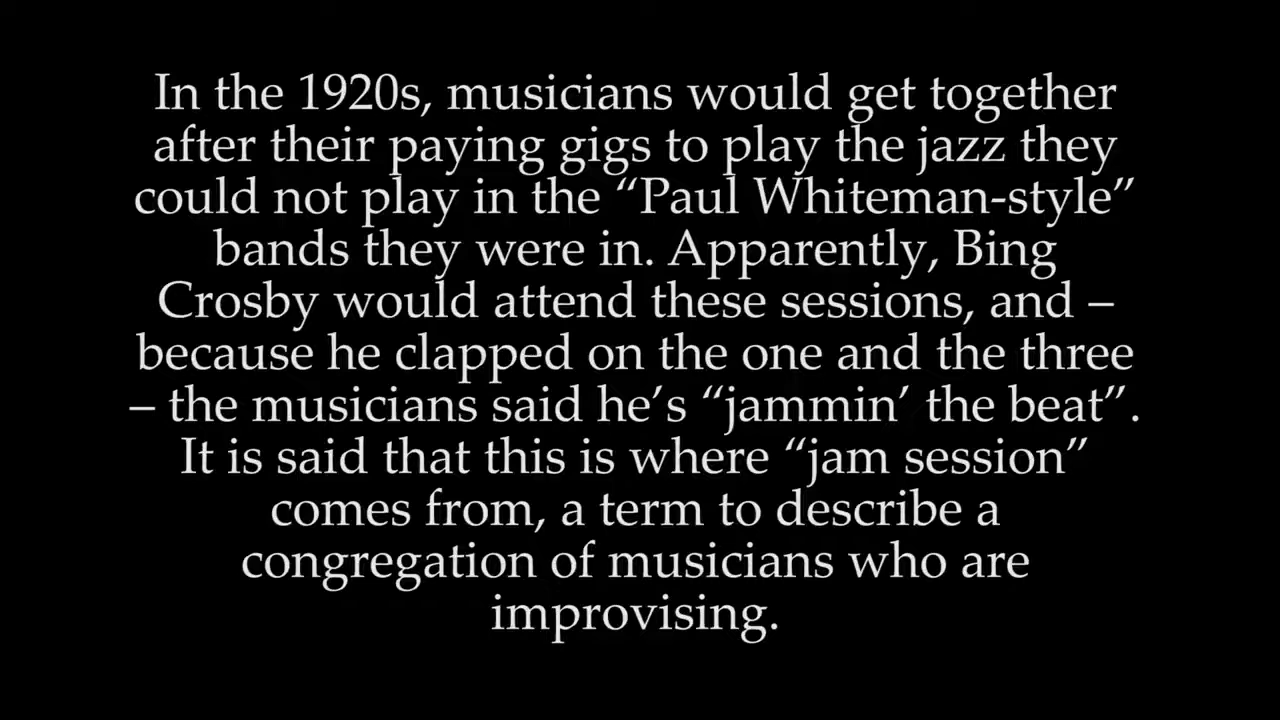 In the 1920s, musicians would get together
after their paying gigs to play the jazz they
could not play in the “Paul Whiteman-style”
bands they were in. Apparently, Bing
Crosby would attend these sessions, and –
because he clapped on the one and the three
– the musicians said he’s “jammin’ the beat”.
It is said that this is where “jam session”
comes from, a term to describe a
congregation of musicians who are
improvising.